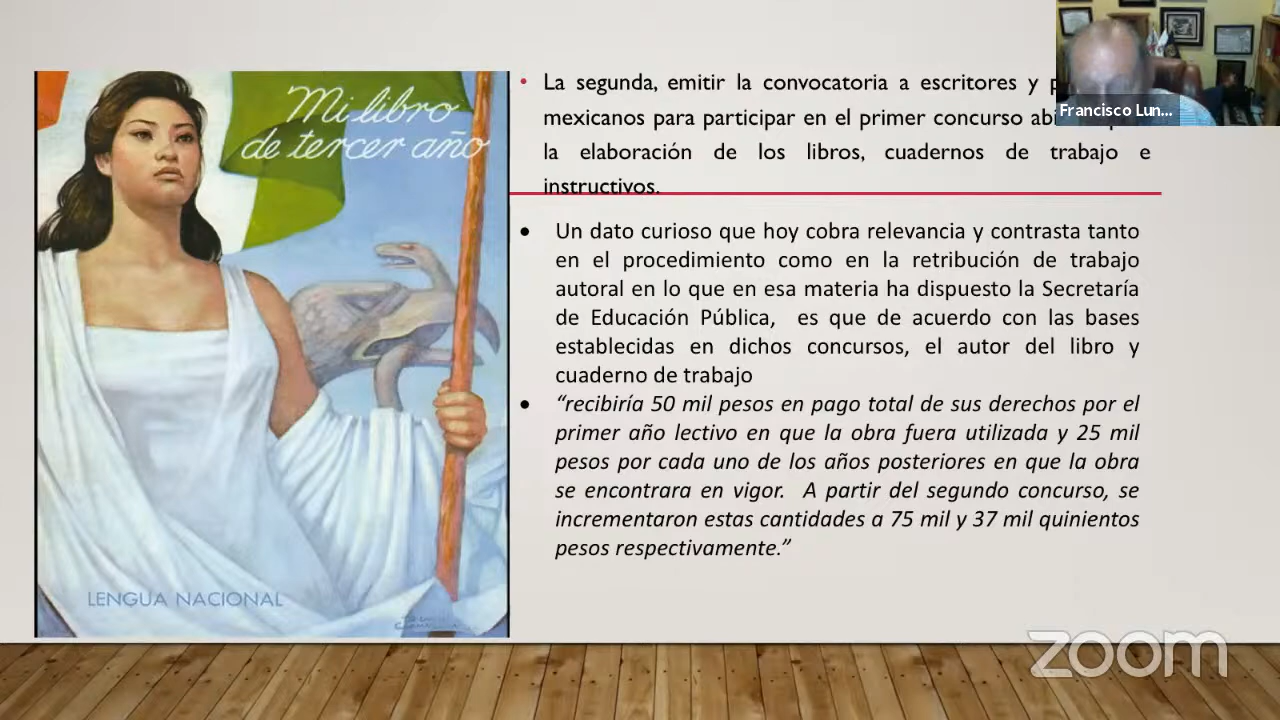 Mi libro
de tercer año
LENGUA NACIONAL
La segunda, emitir la convocatoria a escritores y
mexicanos para participar en el primer concurso
la elaboración de los libros, cuadernos de trabajo e
instructivos.
Un dato curioso que hoy cobra relevancia y contrasta tanto
en el procedimiento como en la retribución de trabajo
autoral en lo que en esa materia ha dispuesto la Secretaría
de Educación Pública, es que de acuerdo con las bases
establecidas en dichos concursos, el autor del libro y
cuaderno de trabajo
“recibiría 50 mil pesos en pago total de sus derechos por el
primer año lectivo en que la obra fuera utilizada y 25 mil
pesos por cada uno de los años posteriores en que la obra
se encontrara en vigor. A partir del segundo concurso, se
incrementaron estas cantidades a 75 mil y 37 mil quinientos
pesos respectivamente.”
Francisco Lun...
zoom